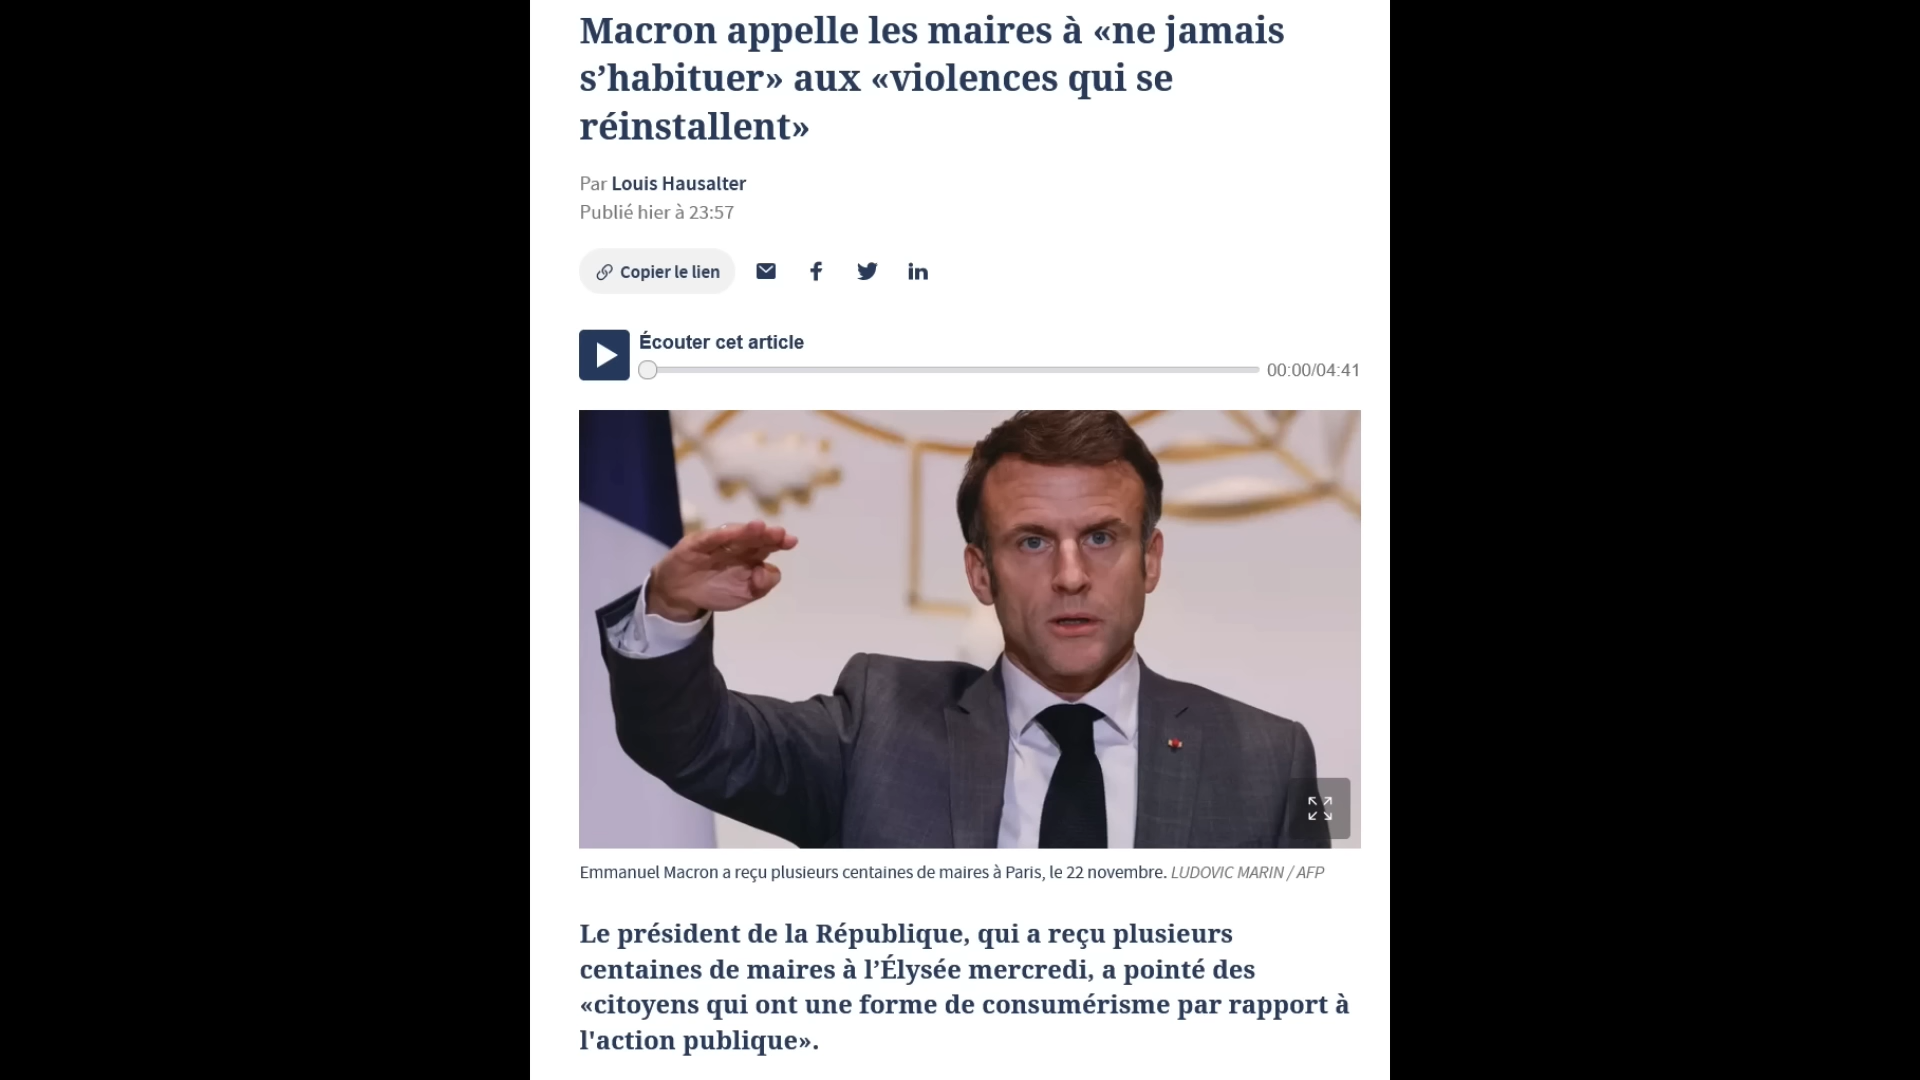 Macron appelle les maires à «ne jamais
s’habituer» aux «violences qui se
réinstallent»
Par Louis Hausalter
Publié hier à 23:57
Copier le lien
Écouter cet article
00:00/04:41
Emmanuel Macron a reçu plusieurs centaines de maires à Paris, le 22 novembre. LUDOVIC MARIN / AFP
Le président de la République, qui a reçu plusieurs
centaines de maires à l’Élysée mercredi, a pointé des
«citoyens qui ont une forme de consumérisme par rapport à
l'action publique».